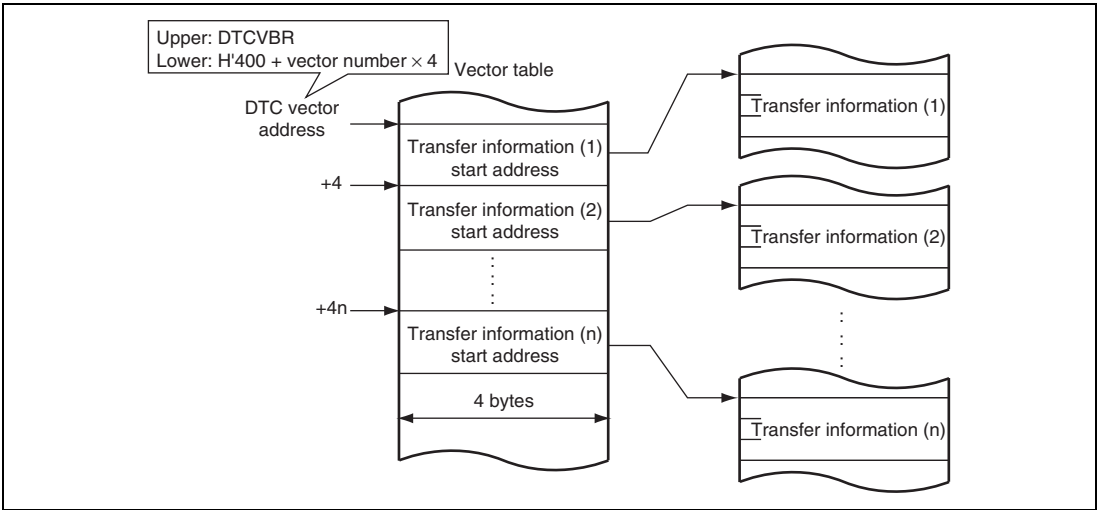 Upper: DTCVBR
Lower: H'400 + vector number × 4
Vector table
DTC vector
address
Transfer information (1)
start address
+4
Transfer information (2)
start address
+4n
Transfer information (n)
start address
4 bytes
Transfer information (1)
Transfer information (2)
Transfer information (n)